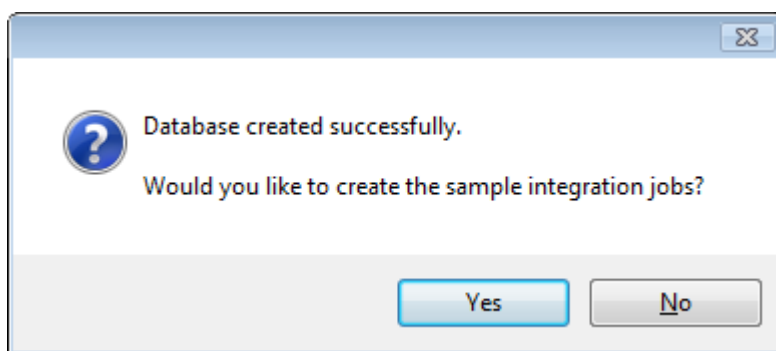 Database created successfully.
Would you like to create the sample integration jobs?
Yes
No